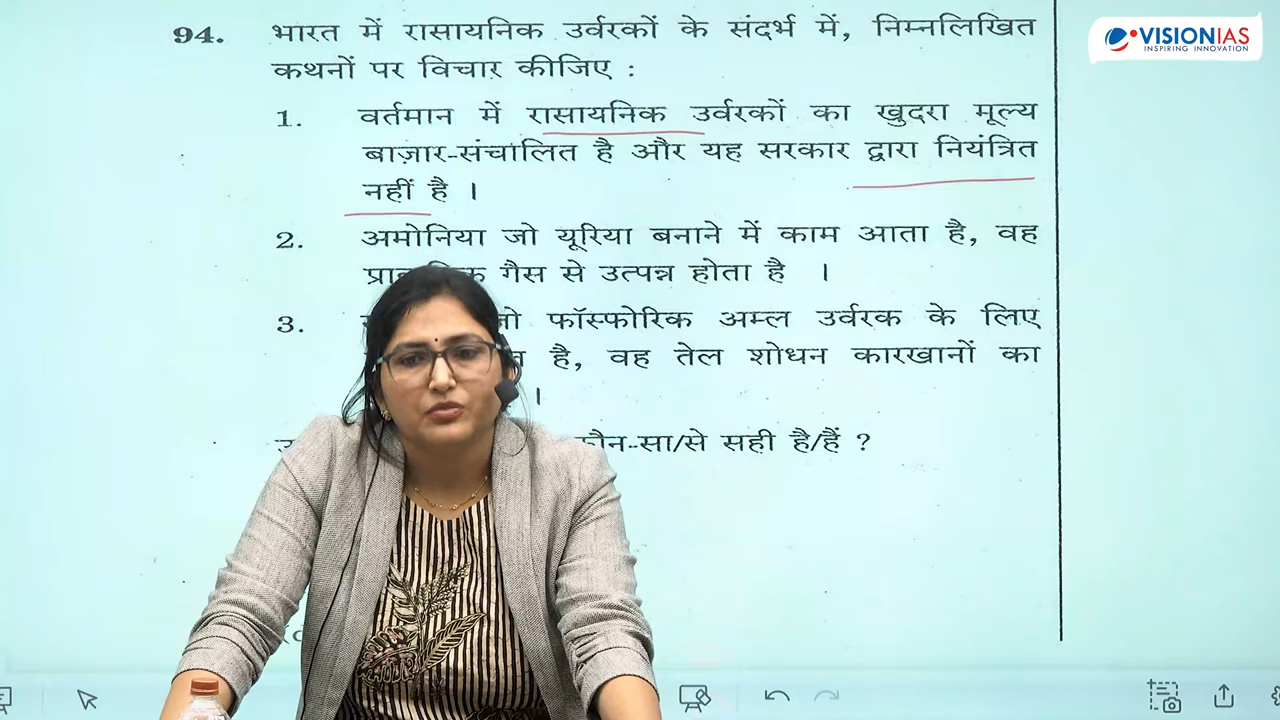 VISIONIAS
INSPIRING INNOVATION
94. भारत में रासायनिक उर्वरकों के संदर्भ में, निम्नलिखित
कथनों पर विचार कीजिए :
1. वर्तमान में रासायनिक उर्वरकों का खुदरा मूल्य
बाज़ार-संचालित है और यह सरकार द्वारा नियंत्रित
नहीं है ।
2. अमोनिया जो यूरिया बनाने में काम आता है, वह
गैस से उत्पन्न होता है ।
3. फॉस्फोरिक अम्ल उर्वरक के लिए
है, वह तेल शोधन कारखानों का
।
कौन-सा/से सही है/हैं ?